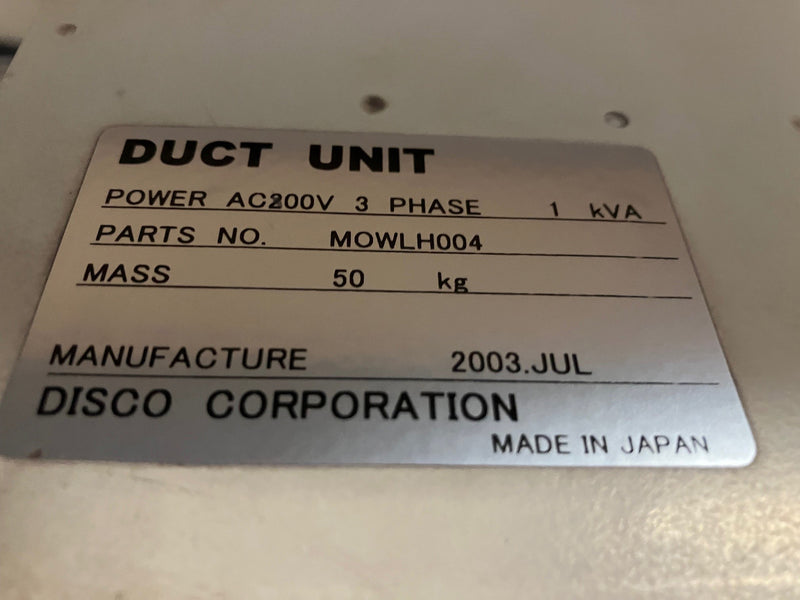 DUCT UNIT
POWER AC200V 3 PHASE 1 kVA
PARTS NO. MOWLH004
MASS 50 kg
MANUFACTURE 2003.JUL
DISCO CORPORATION
MADE IN JAPAN